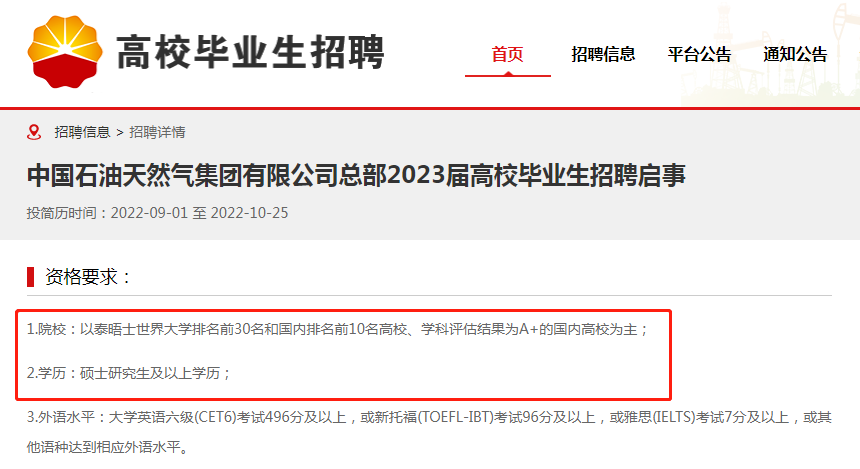 高校毕业生招聘
首页 招聘信息 平台公告 通知公告
招聘信息 > 招聘详情
中国石油天然气集团有限公司总部2023届高校毕业生招聘启事
投简历时间：2022-09-01 至 2022-10-25
资格要求：
1.院校：以泰晤士世界大学排名前30名和国内排名前10名高校、学科评估结果为A+的国内高校为主；
2.学历：硕士研究生及以上学历；
3.外语水平：大学英语六级(CET6)考试496分及以上，或新托福(TOEFL-IBT)考试96分及以上，或雅思(IELTS)考试7分及以上，或其
他语种达到相应外语水平。